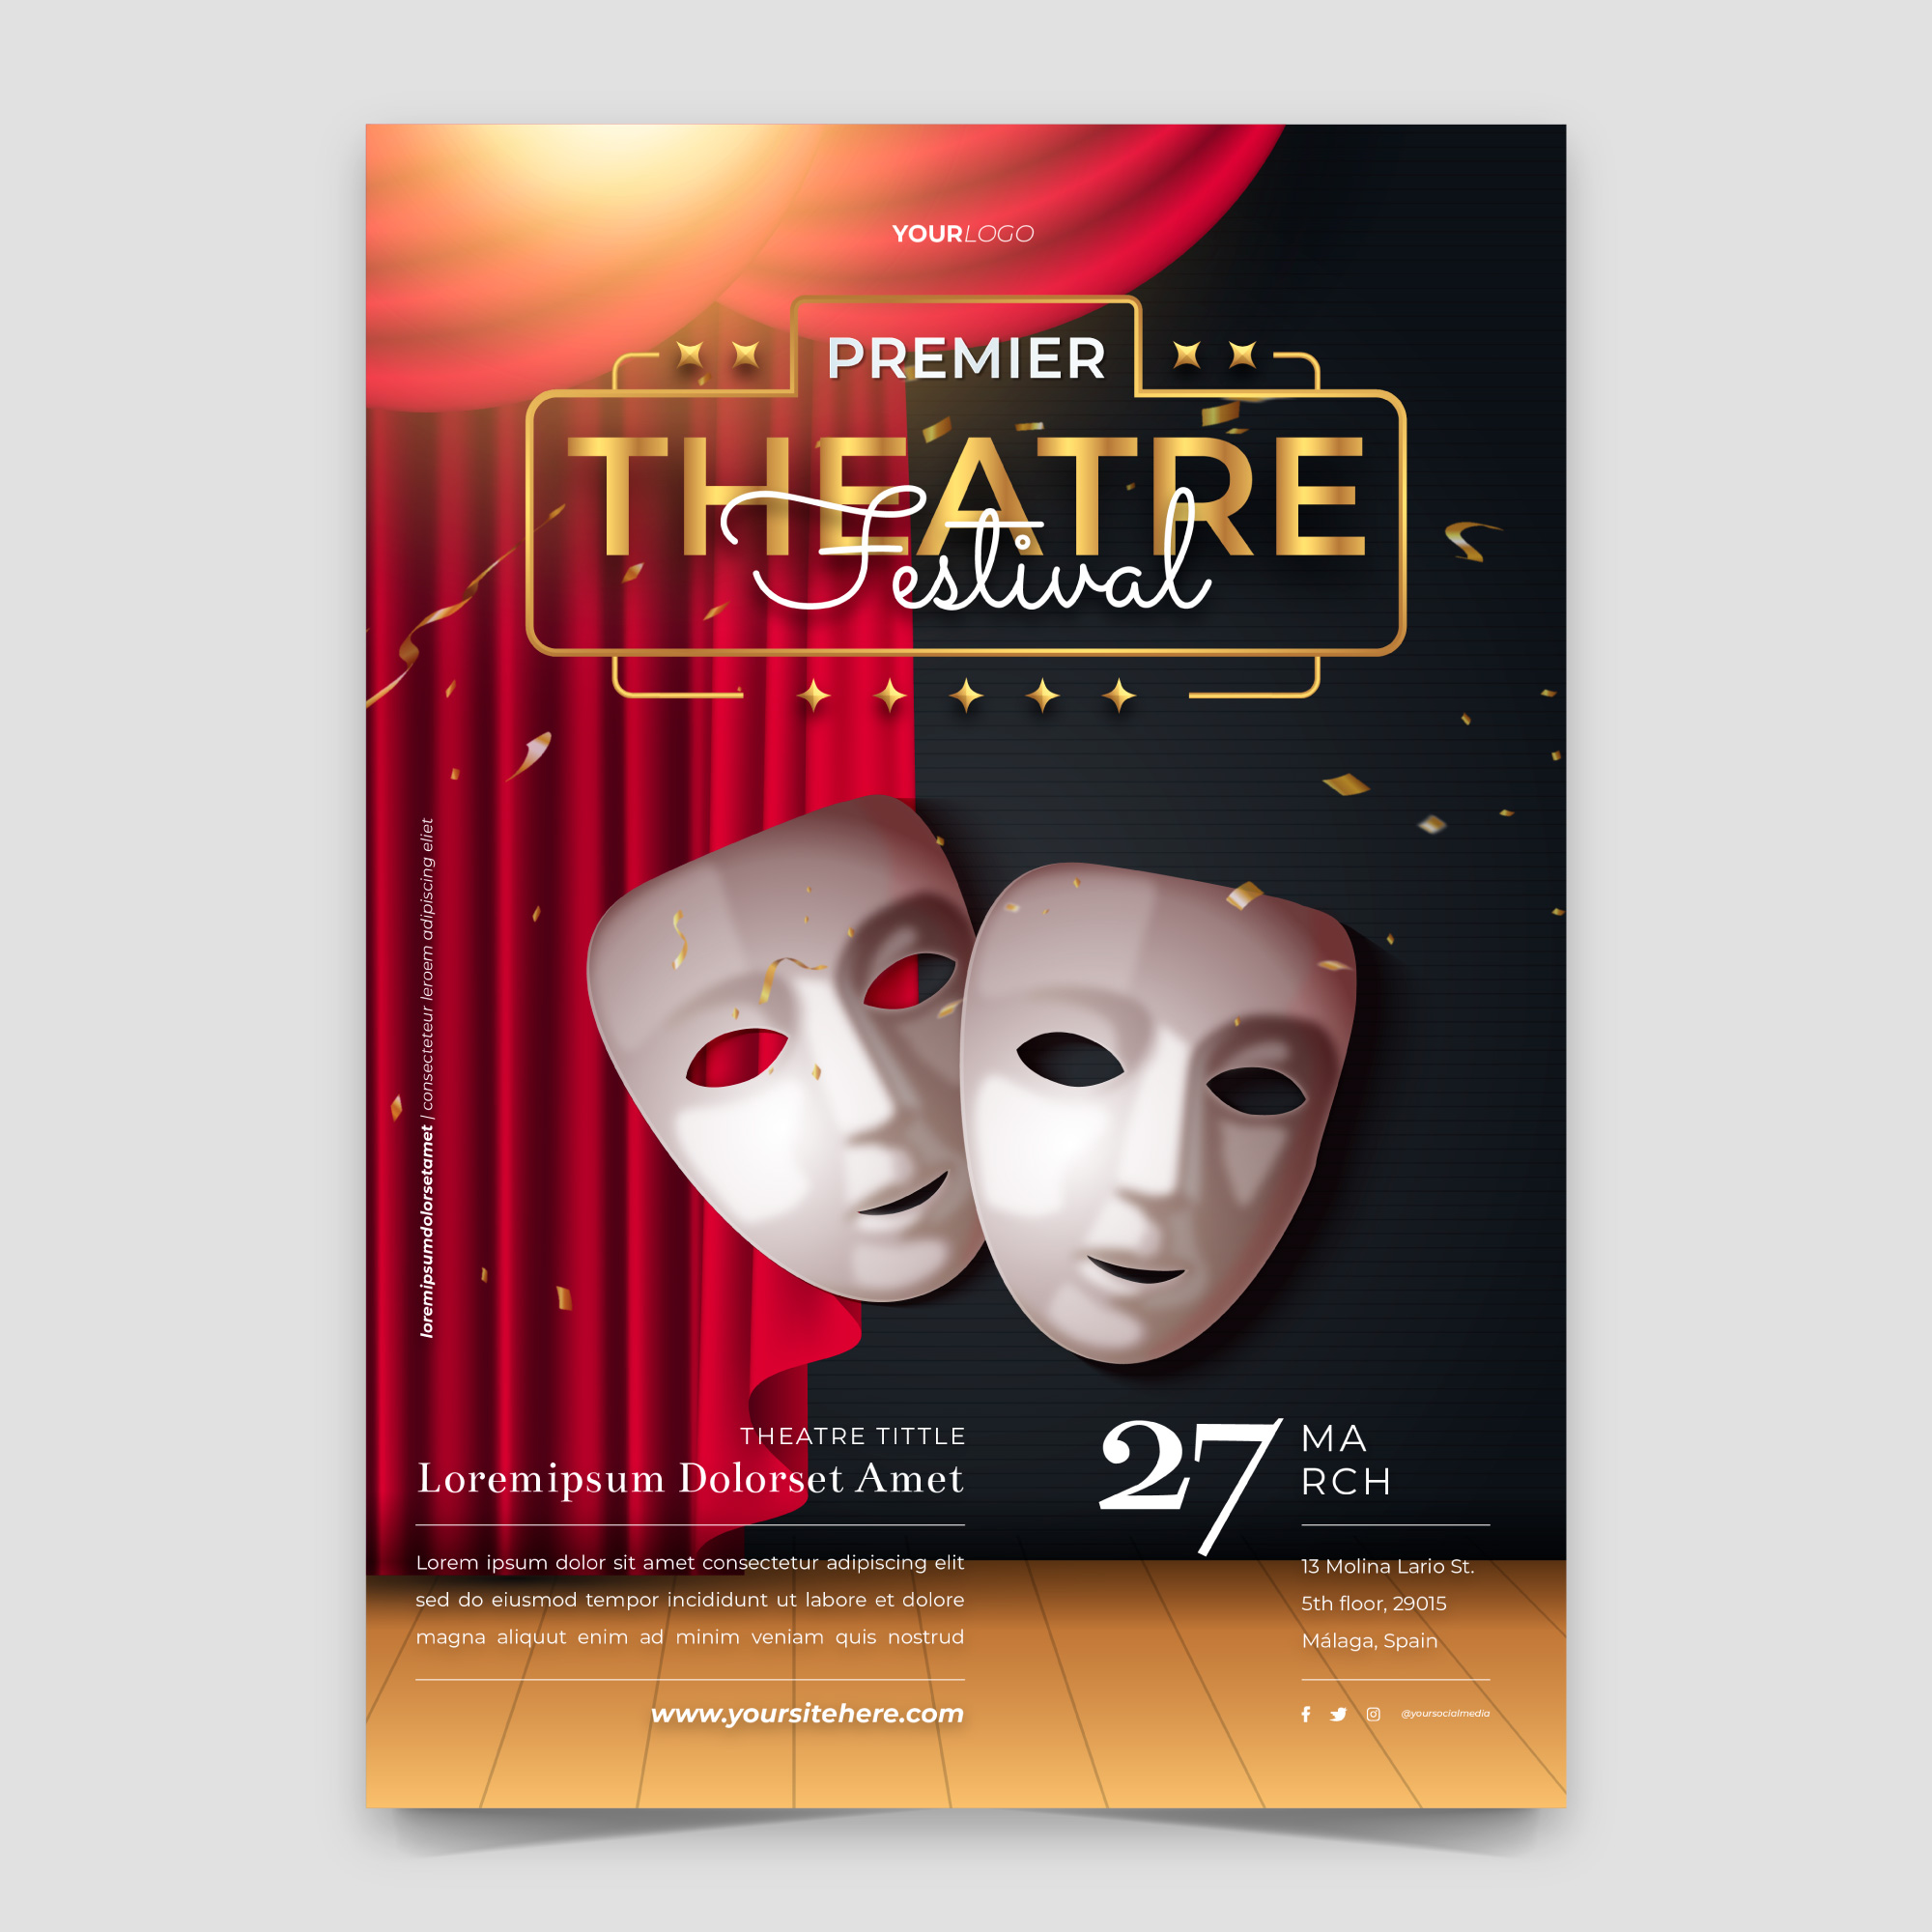 YOURLOGO
PREMIER
THEATRE
Festival
loremipsumdolorsetamet | consecteteur leroem adipiscing eliet
THEATRE TITTLE
Loremipsum Dolorset Amet
Lorem ipsum dolor sit amet consectetur adipiscing elit
sed do eiusmod tempor incididunt ut labore et dolore
magna aliquut enim ad minim veniam quis nostrud
www.yoursitehere.com
27
MA
RCH
13 Molina Lario St.
5th floor, 29015
Málaga, Spain
@yoursocialmedia